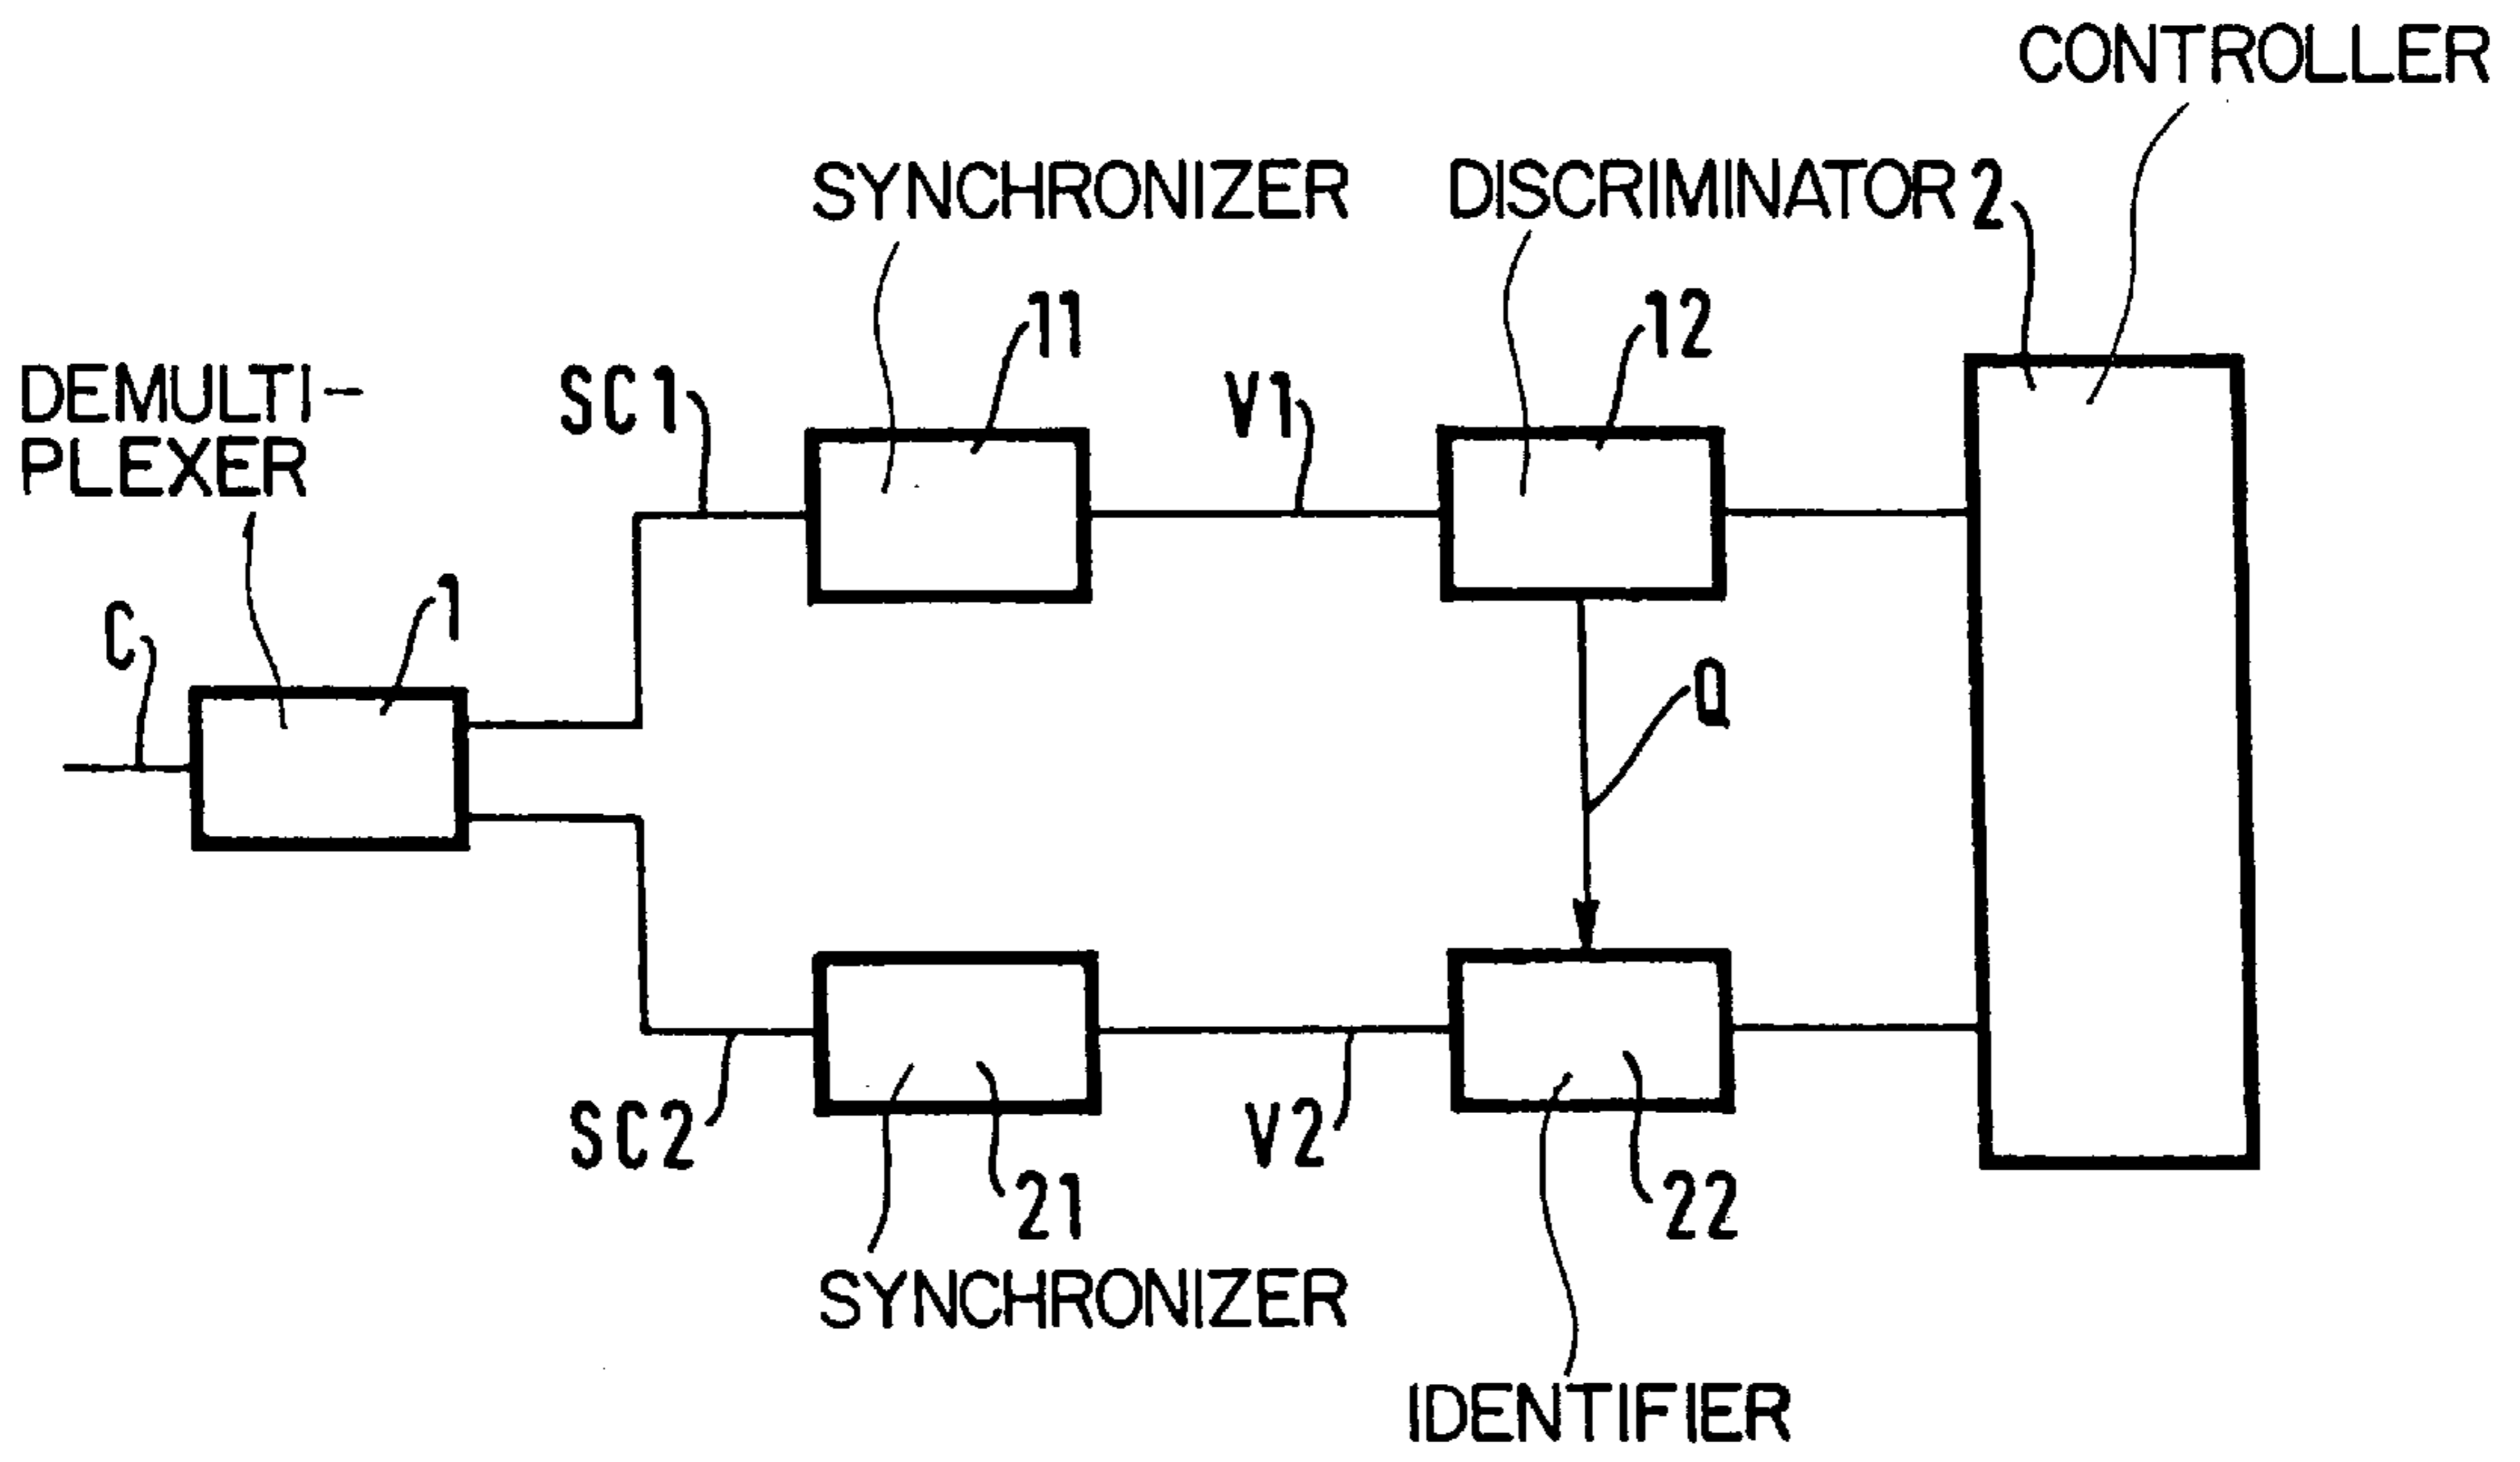 CONTROLLER
SYNCHRONIZER
DISCRIMINATOR 2
11
12
DEMULTI-
PLEXER
SC1
V1
C
1
Q
SC2
21
V2
22
SYNCHRONIZER
IDENTIFIER